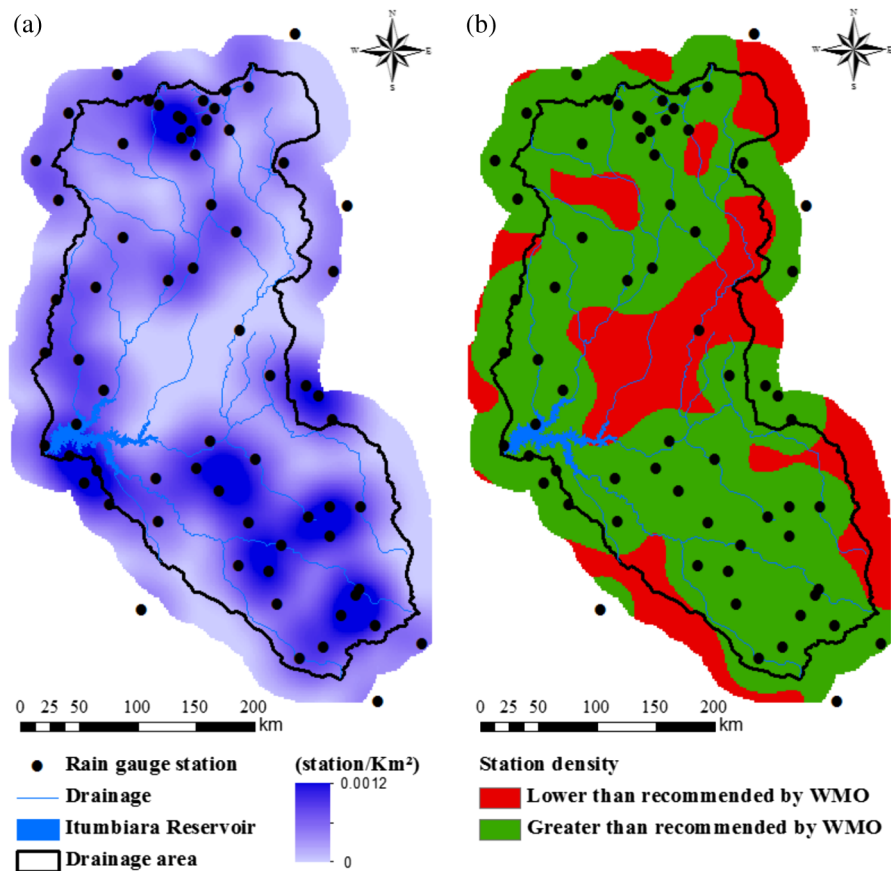 (a)
N
W E
S
0 25 50 100 150 200
km
Rain gauge station
Drainage
Itumbiara Reservoir
Drainage area
(station/Km²)
0.0012
0
(b)
N
W E
S
0 25 50 100 150 200
km
Station density
Lower than recommended by WMO
Greater than recommended by WMO